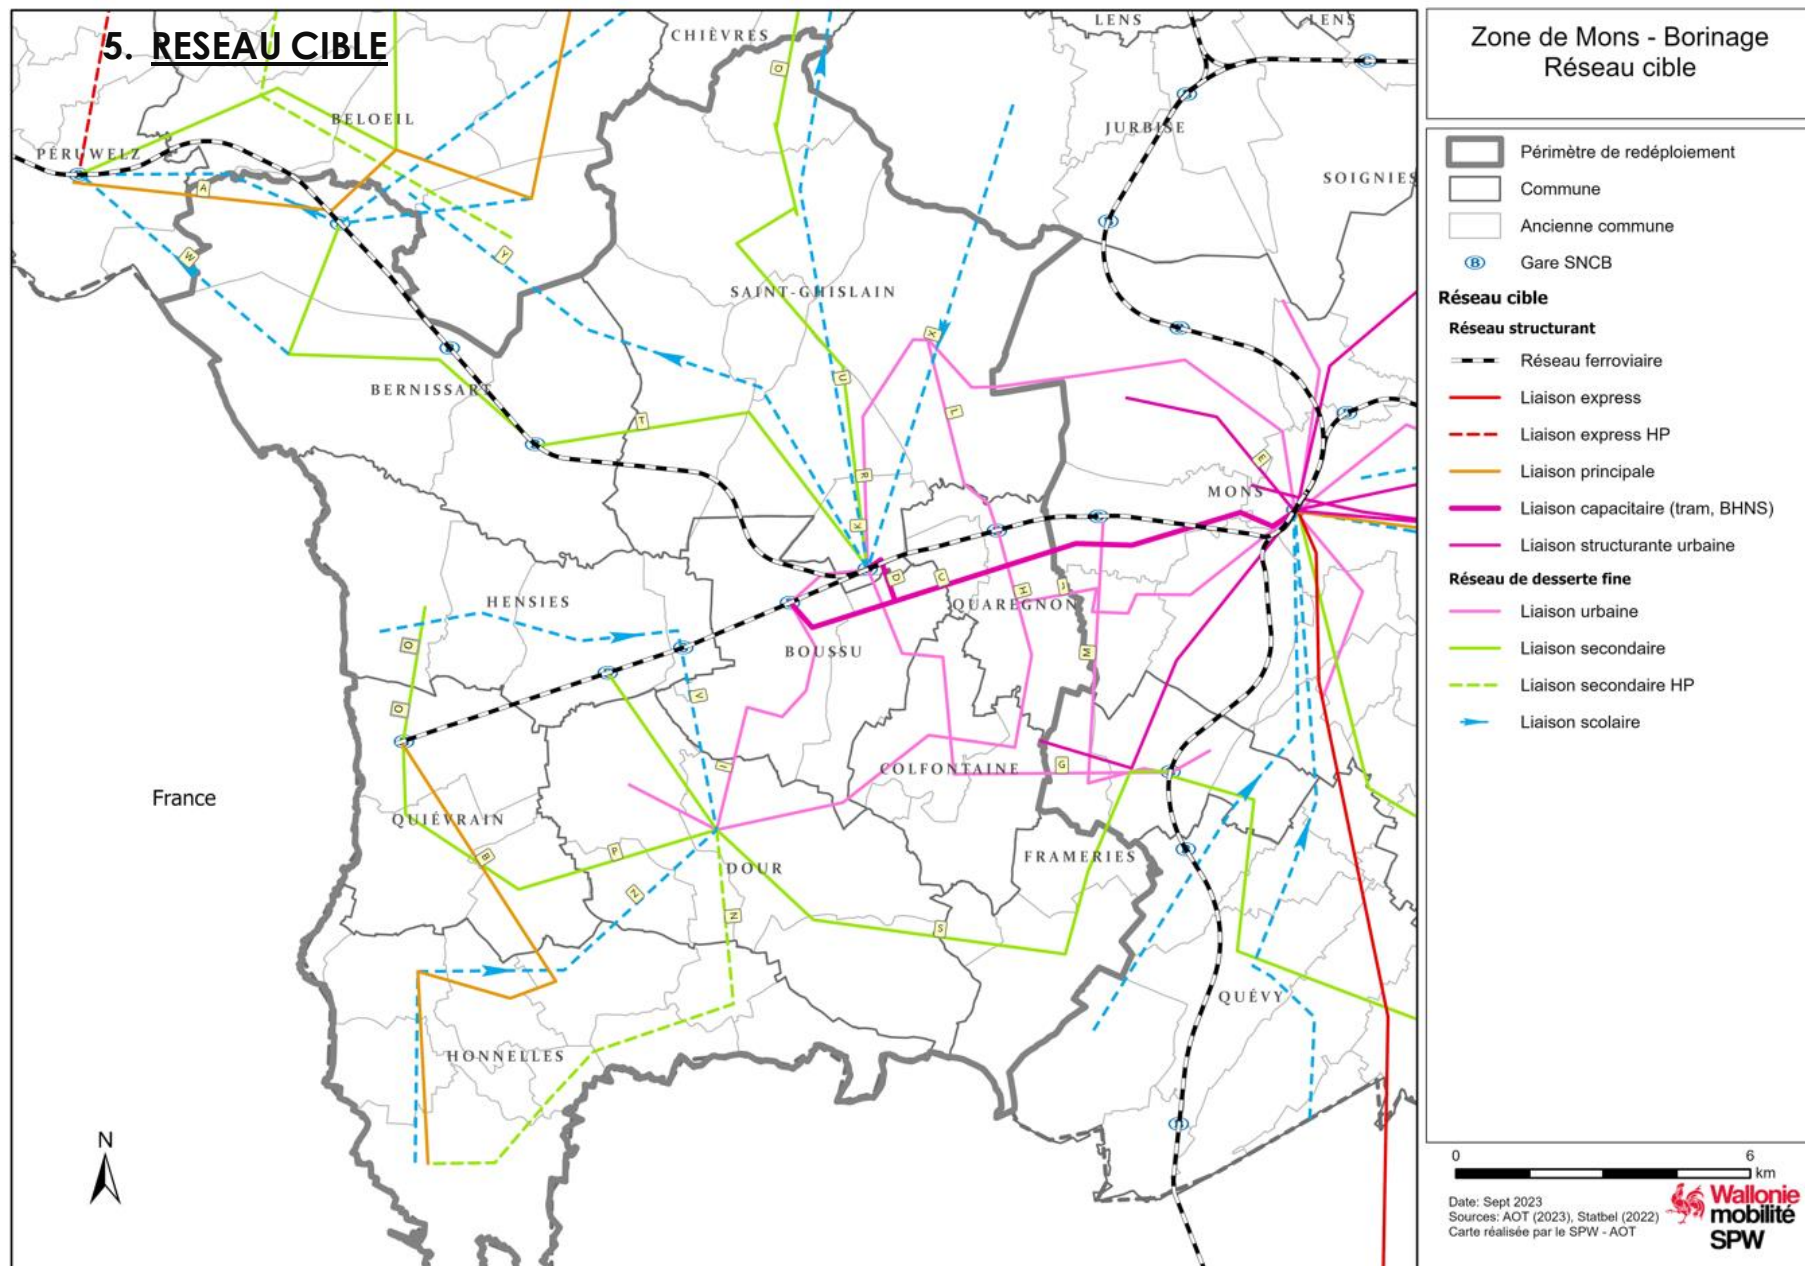 5. RESEAU CIBLE
CHIÈVRES
LENS
LENS
BELOEIL
JURBISE
PÉRUWELZ
SOIGNIES
O
A
W
Y
SAINT-GHISLAIN
X
BERNISSART
U
T
L
E
MONS
R
K
D
C
H
J
HENSIES
QUAREGNON
O
BOUSSU
M
V
O
I
COLFONTAINE
G
France
QUIÉVRAIN
B
P
DOUR
FRAMERIES
Z
N
S
QUÉVY
HONNELLES
N
Zone de Mons - Borinage
Réseau cible
Périmètre de redéploiement
Commune
Ancienne commune
B Gare SNCB
Réseau cible
Réseau structurant
Réseau ferroviaire
Liaison express
Liaison express HP
Liaison principale
Liaison capacitaire (tram, BHNS)
Liaison structurante urbaine
Réseau de desserte fine
Liaison urbaine
Liaison secondaire
Liaison secondaire HP
Liaison scolaire
0 6
km
Date: Sept 2023
Sources: AOT (2023), Statbel (2022)
Carte réalisée par le SPW - AOT
Wallonie
mobilité
SPW